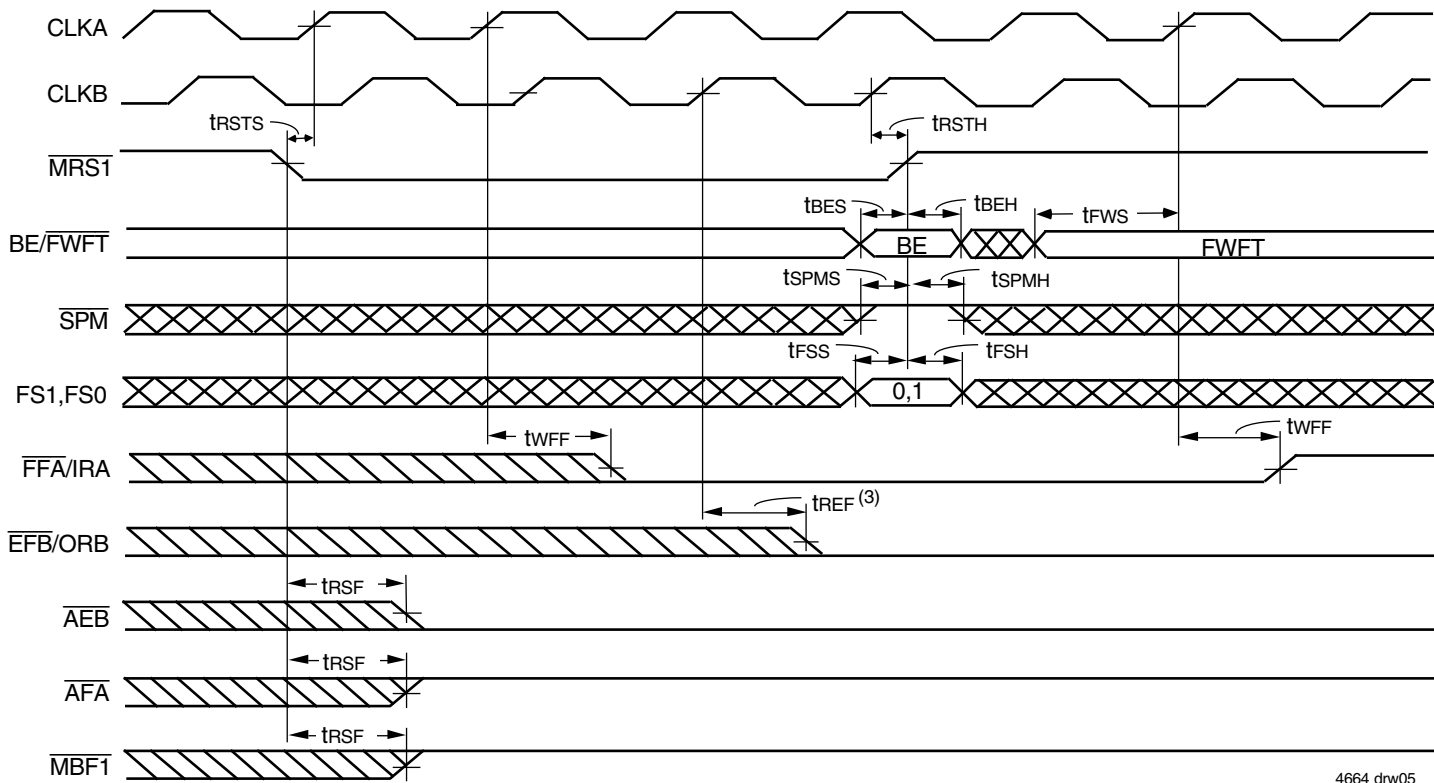 CLKA
CLKB
tRSTS
tRSTH
MRS1
tBES
tBEH
tFWS
BE/FWFT
BE
FWFT
tSPMS
tSPMH
SPM
tFSS
tFSH
FS1,FS0
0,1
tWFF
tWFF
FFA/IRA
tREF (3)
EFB/ORB
tRSF
AEB
tRSF
AFA
tRSF
MBF1
4664 drw05